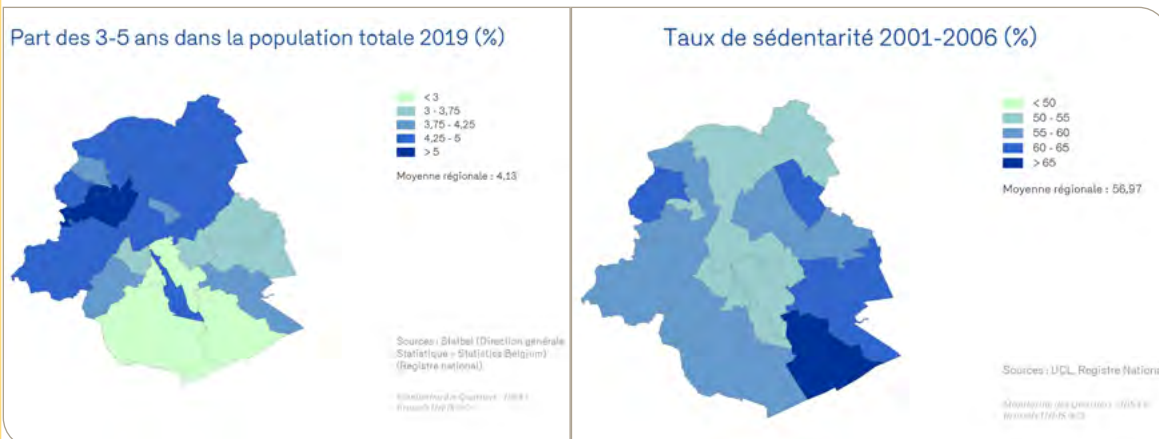 Part des 3-5 ans dans la population totale 2019 (%)
< 3
3 - 3,75
3,75 - 4,25
4,25 - 5
> 5
Moyenne régionale : 4,13
Sources : Statbel (Direction générale
Statistique - Statistics Belgium)
(Registre national)
Taux de sédentarité 2001-2006 (%)
< 50
50 - 55
55 - 60
60 - 65
> 65
Moyenne régionale : 56,97
Sources : UCL, Registre Nationa